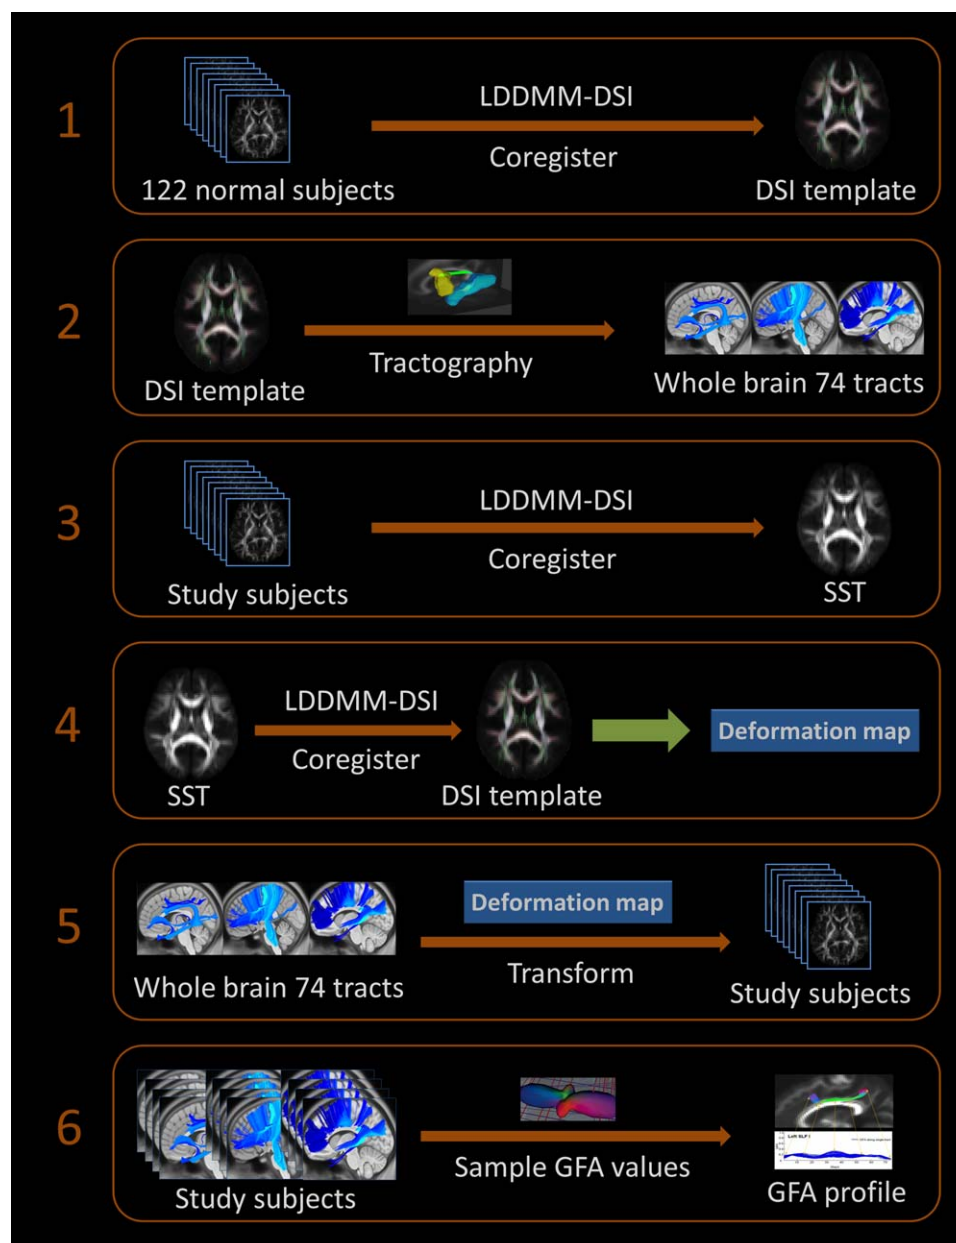 1
LDDMM-DSI
Coregister
122 normal subjects
DSI template
2
Tractography
DSI template
Whole brain 74 tracts
3
LDDMM-DSI
Coregister
Study subjects
SST
4
LDDMM-DSI
Coregister
Deformation map
SST
DSI template
5
Deformation map
Transform
Whole brain 74 tracts
Study subjects
6
Left SLF I
Sample GFA values
Study subjects
GFA profile